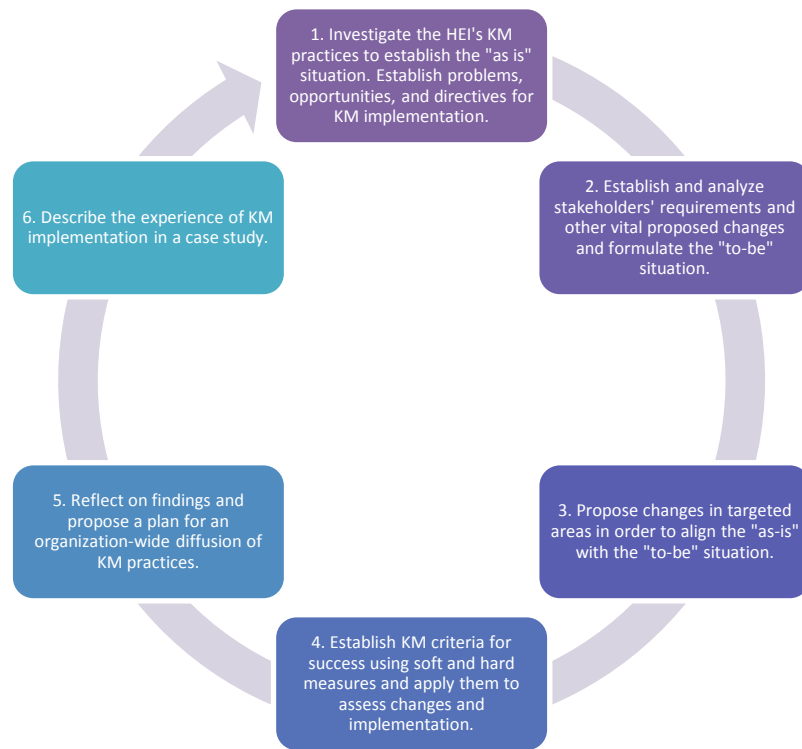 1. Investigate the HEI's KM
practices to establish the "as is"
situation. Establish problems,
opportunities, and directives for
KM implementation.
2. Establish and analyze
stakeholders' requirements and
other vital proposed changes
and formulate the "to-be"
situation.
3. Propose changes in targeted
areas in order to align the "as-is"
with the "to-be" situation.
4. Establish KM criteria for
success using soft and hard
measures and apply them to
assess changes and
implementation.
5. Reflect on findings and
propose a plan for an
organization-wide diffusion of
KM practices.
6. Describe the experience of KM
implementation in a case study.